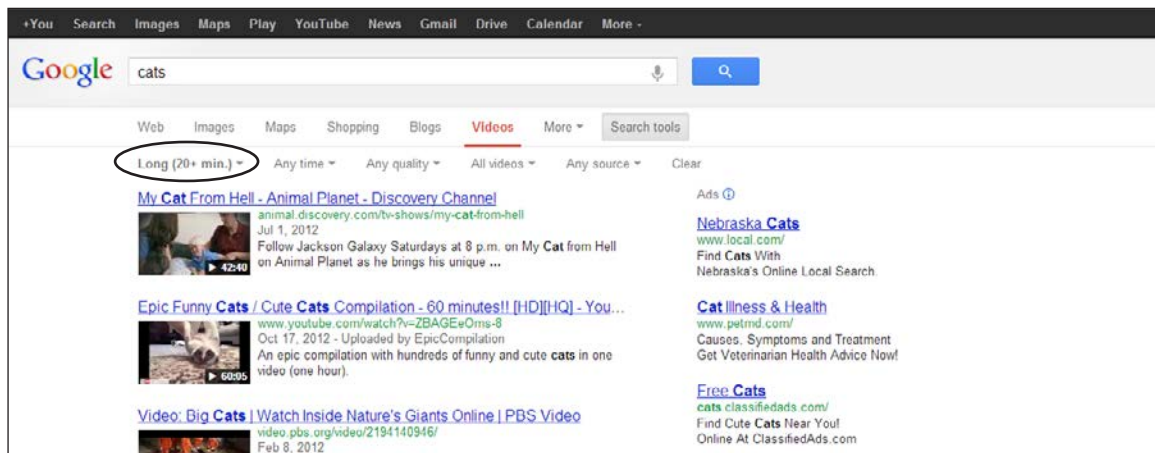 +You Search Images Maps Play YouTube News Gmail Drive Calendar More
Google cats
Web Images Maps Shopping Blogs Videos More Search tools
Long (20+ min.) Any time Any quality All videos Any source Clear
My Cat From Hell - Animal Planet - Discovery Channel
animal.discovery.com/tv-shows/my-cat-from-hell
Jul 1, 2012
Follow Jackson Galaxy Saturdays at 8 p.m. on My Cat from Hell
on Animal Planet as he brings his unique ...
42:40
Epic Funny Cats / Cute Cats Compilation - 60 minutes!! [HD][HQ] - You...
www.youtube.com/watch?v=ZBAGEeOms-8
Oct 17, 2012 - Uploaded by EpicCompilation
An epic compilation with hundreds of funny and cute cats in one
video (one hour).
60:05
Video: Big Cats | Watch Inside Nature's Giants Online | PBS Video
video.pbs.org/video/2194140946/
Feb 8, 2012
Ads
Nebraska Cats
www.local.com/
Find Cats With
Nebraska's Online Local Search.
Cat Illness & Health
www.petmd.com/
Causes, Symptoms and Treatment
Get Veterinarian Health Advice Now!
Free Cats
cats.classifiedads.com/
Find Cute Cats Near You!
Online At ClassifiedAds.com